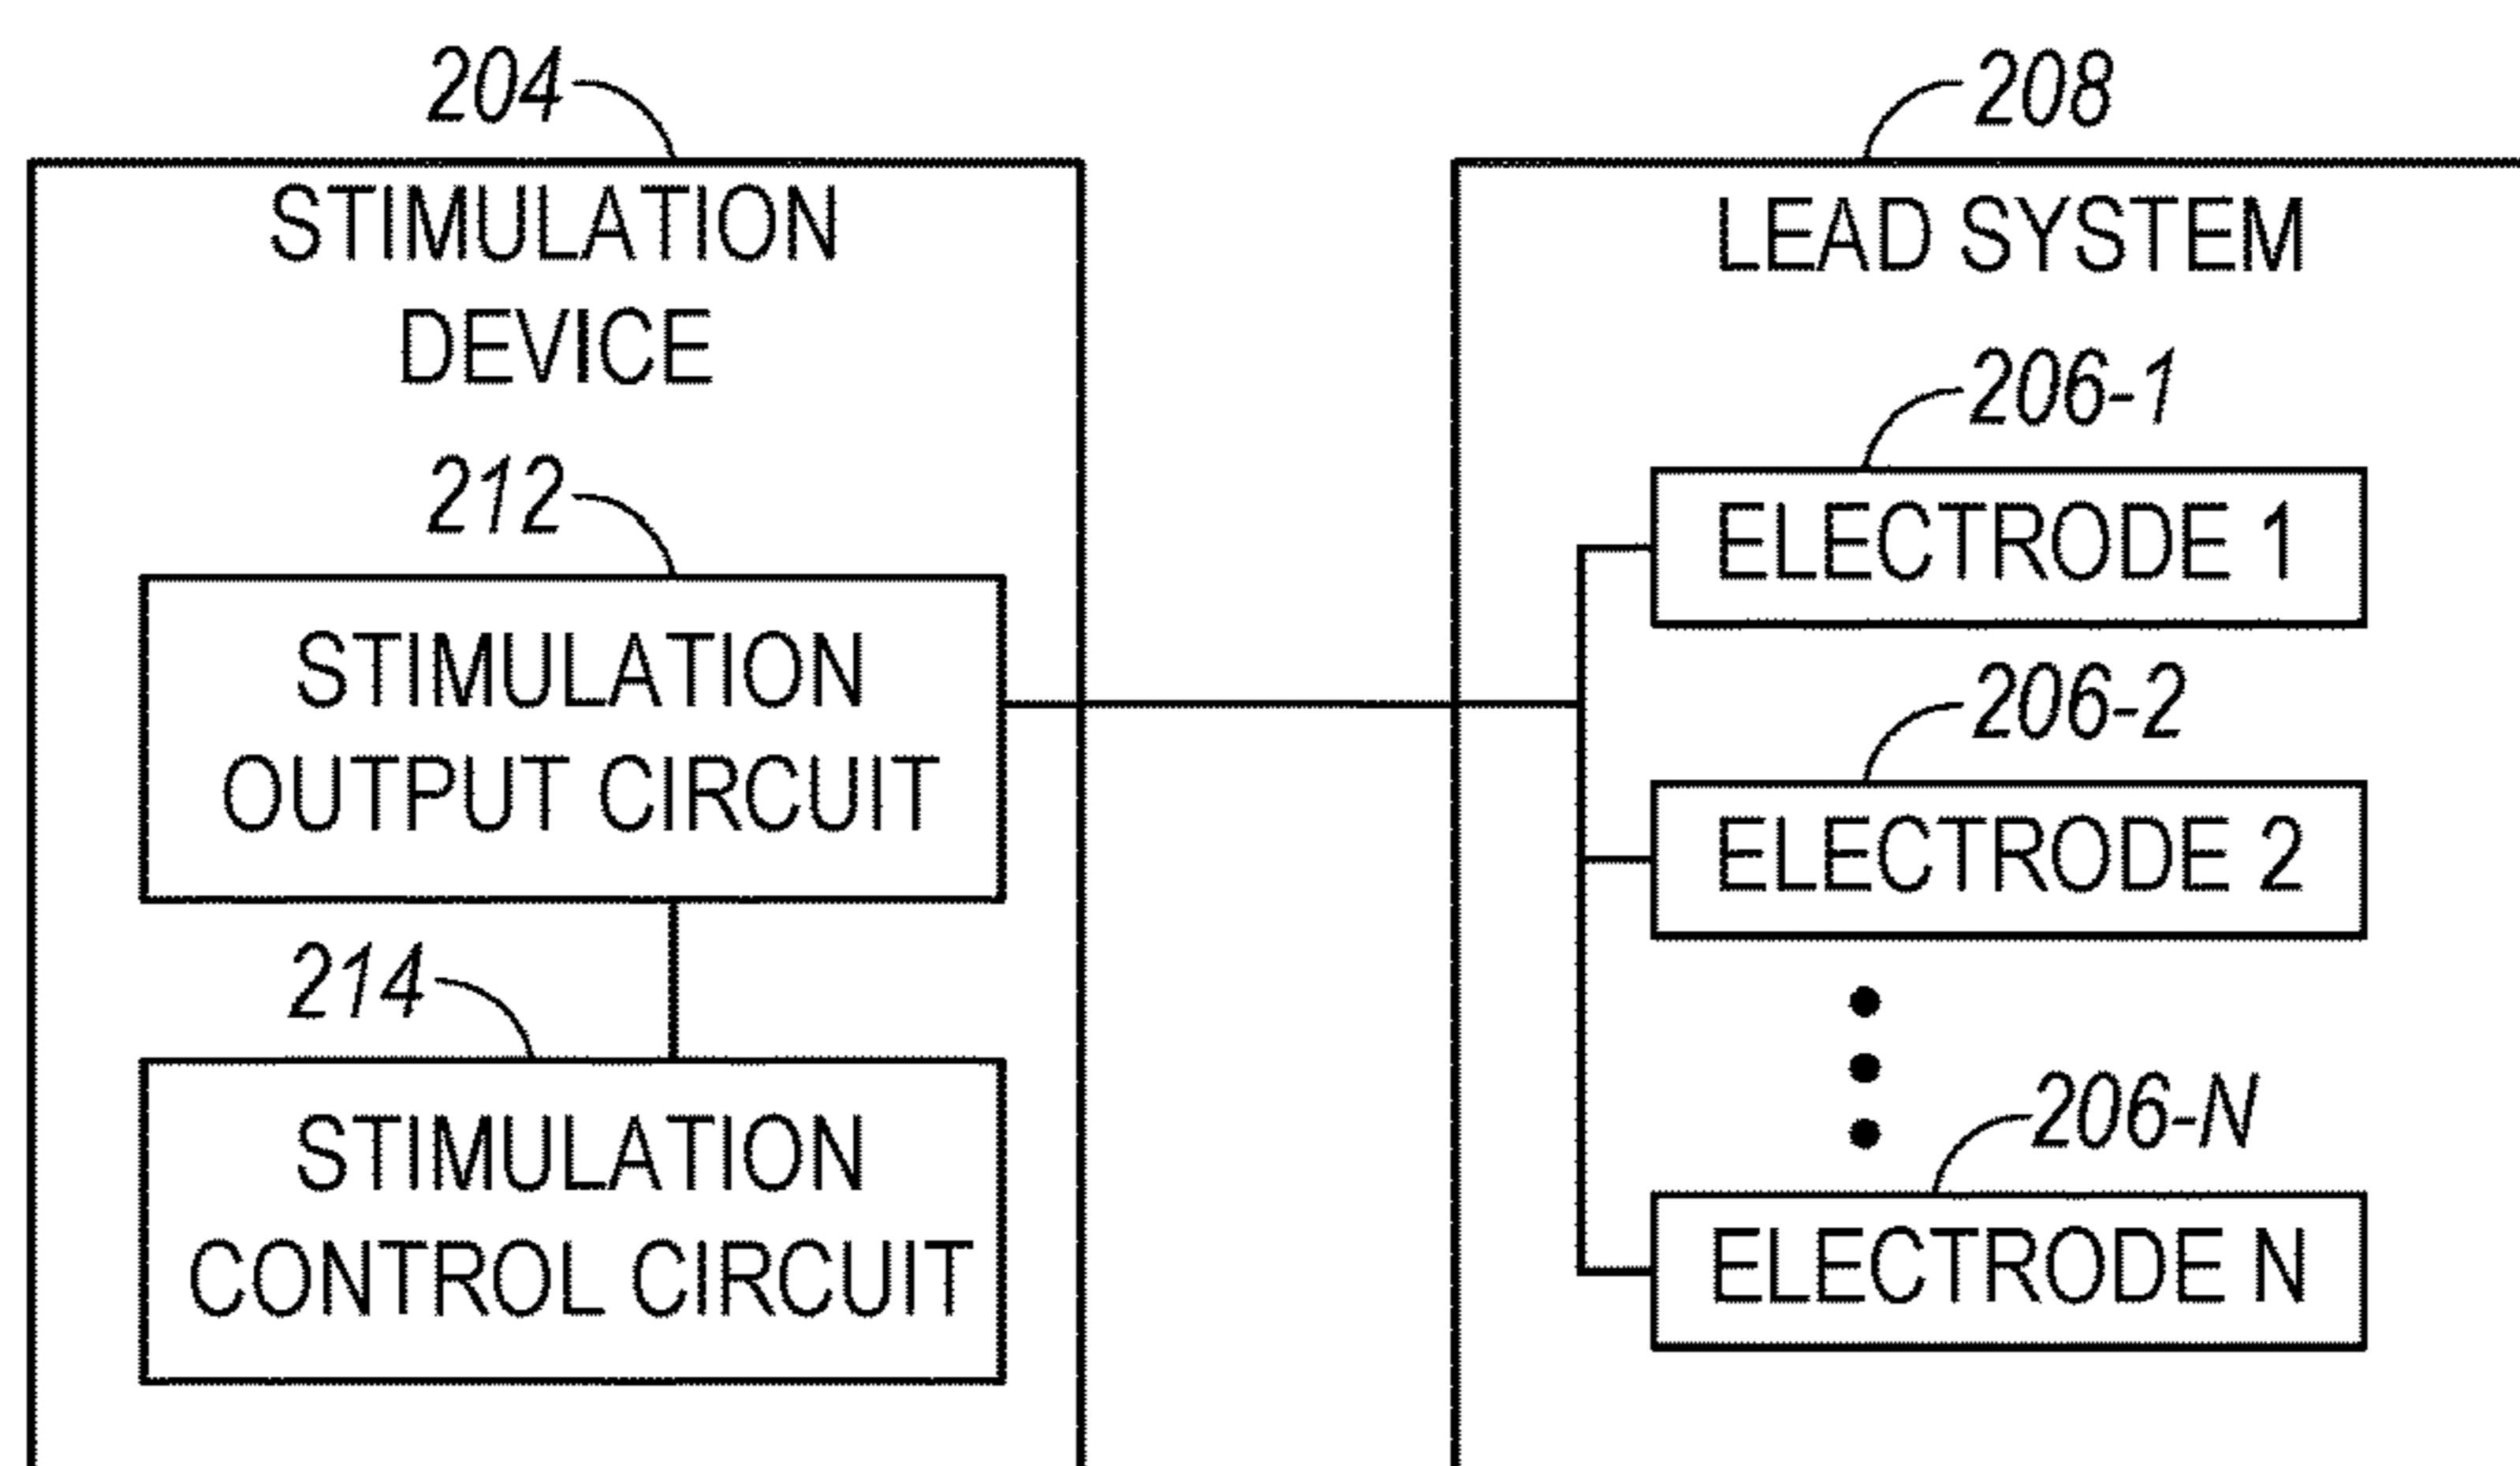 204
STIMULATION
DEVICE
212
STIMULATION
OUTPUT CIRCUIT
214
STIMULATION
CONTROL CIRCUIT
208
LEAD SYSTEM
206-1
ELECTRODE 1
206-2
ELECTRODE 2
206-N
ELECTRODE N